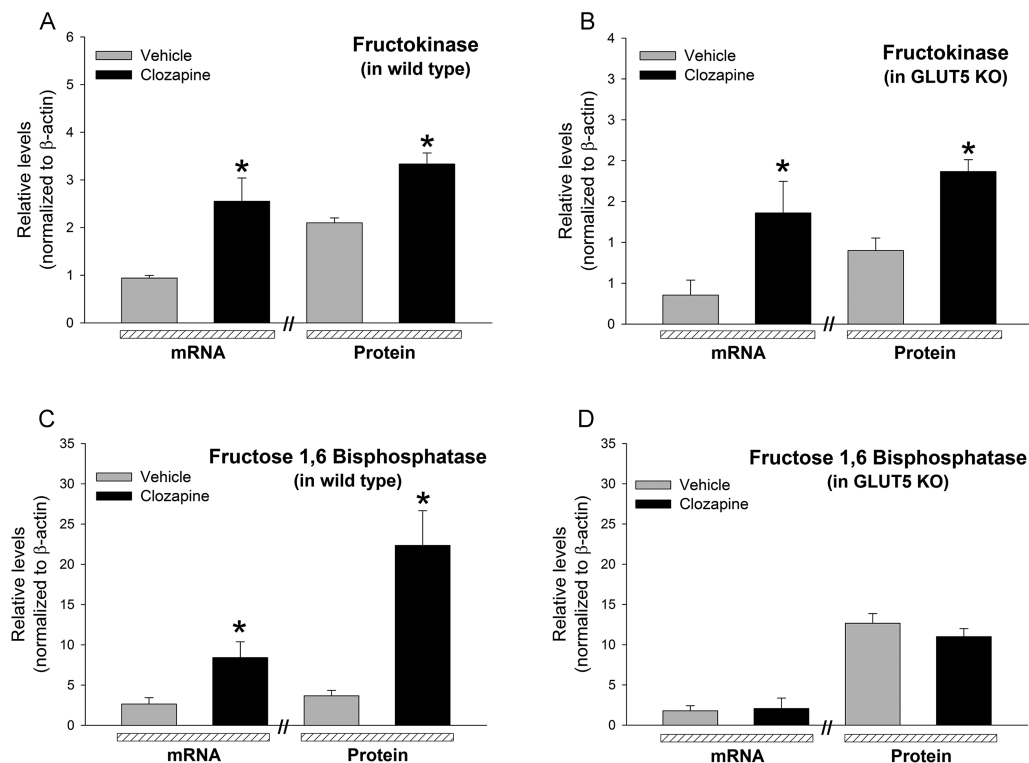 A
Fructokinase
(in wild type)
Vehicle
Clozapine
Relative levels
(normalized to β-actin)
6
5
4
3
2
1
0
*
*
//
mRNA
Protein
B
Fructokinase
(in GLUT5 KO)
Vehicle
Clozapine
Relative levels
(normalized to β-actin)
4
3
3
2
2
1
1
0
*
*
//
mRNA
Protein
C
Fructose 1,6 Bisphosphatase
(in wild type)
Vehicle
Clozapine
Relative levels
(normalized to β-actin)
35
30
25
20
15
10
5
0
*
*
//
mRNA
Protein
D
Fructose 1,6 Bisphosphatase
(in GLUT5 KO)
Vehicle
Clozapine
Relative levels
(normalized to β-actin)
35
30
25
20
15
10
5
0
//
mRNA
Protein